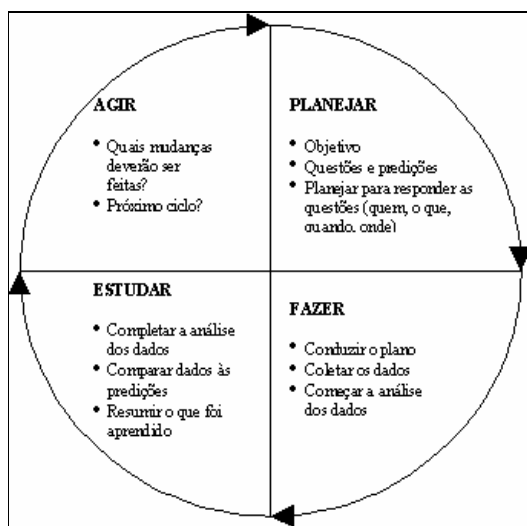 AGIR
• Quais mudanças
deverão ser
feitas?
• Próximo ciclo?
PLANEJAR
• Objetivo
• Questões e predições
• Planejar para responder as
questões (quem, o que,
quando, onde)
ESTUDAR
• Completar a análise
dos dados
• Comparar dados às
predições
• Resumir o que foi
aprendido
FAZER
• Conduzir o plano
• Coletar os dados
• Começar a análise
dos dados